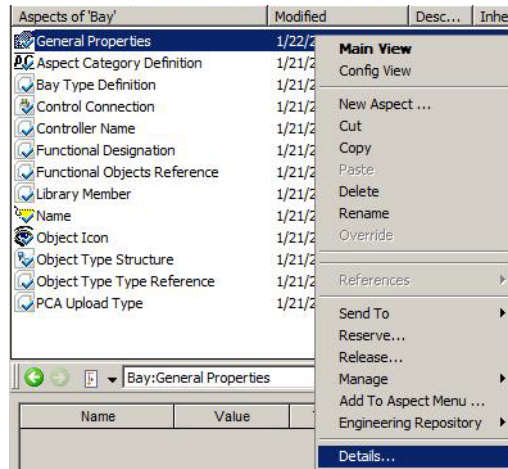 Aspects of 'Bay' Modified Desc... Inhe
General Properties 1/22/2
Aspect Category Definition 1/21/2
Bay Type Definition 1/21/2
Control Connection 1/21/2
Controller Name 1/21/2
Functional Designation 1/21/2
Functional Objects Reference 1/21/2
Library Member 1/21/2
Name 1/21/2
Object Icon 1/21/2
Object Type Structure 1/21/2
Object Type Type Reference 1/21/2
PCA Upload Type 1/21/2
Main View
Config View
New Aspect ...
Cut
Copy
Paste
Delete
Rename
Override
References
Send To
Reserve...
Release...
Manage
Add To Aspect Menu ...
Engineering Repository
Details...
Bay:General Properties
Name Value